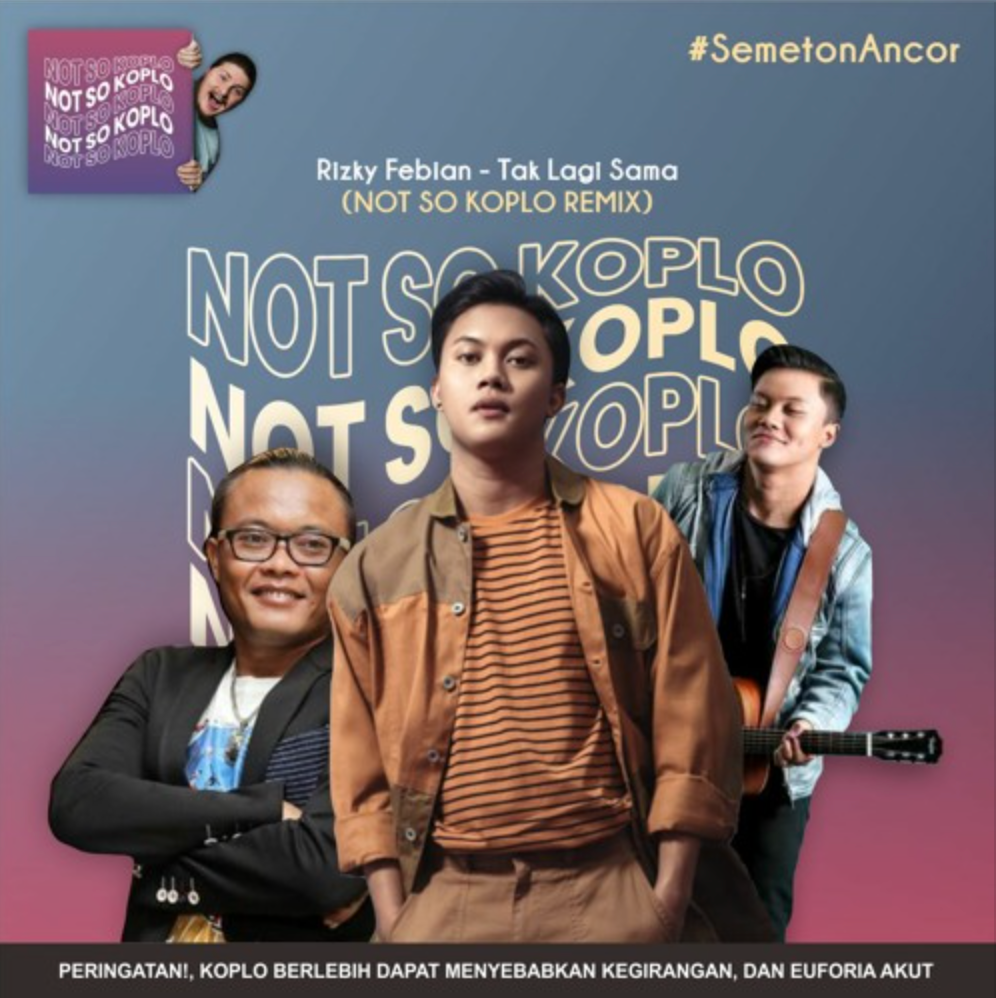 NOT SO KOPLO
NOT SO KOPLO
NOT SO KOPLO
NOT SO KOPLO
NOT SO KOPLO
#SemetonAncor
Rizky Febian - Tak Lagi Sama
(NOT SO KOPLO REMIX)
NOT SO KOPLO
NOT SO KOPLO
KOPLO
PERINGATAN!, KOPLO BERLEBIH DAPAT MENYEBABKAN KEGIRANGAN, DAN EUFORIA AKUT